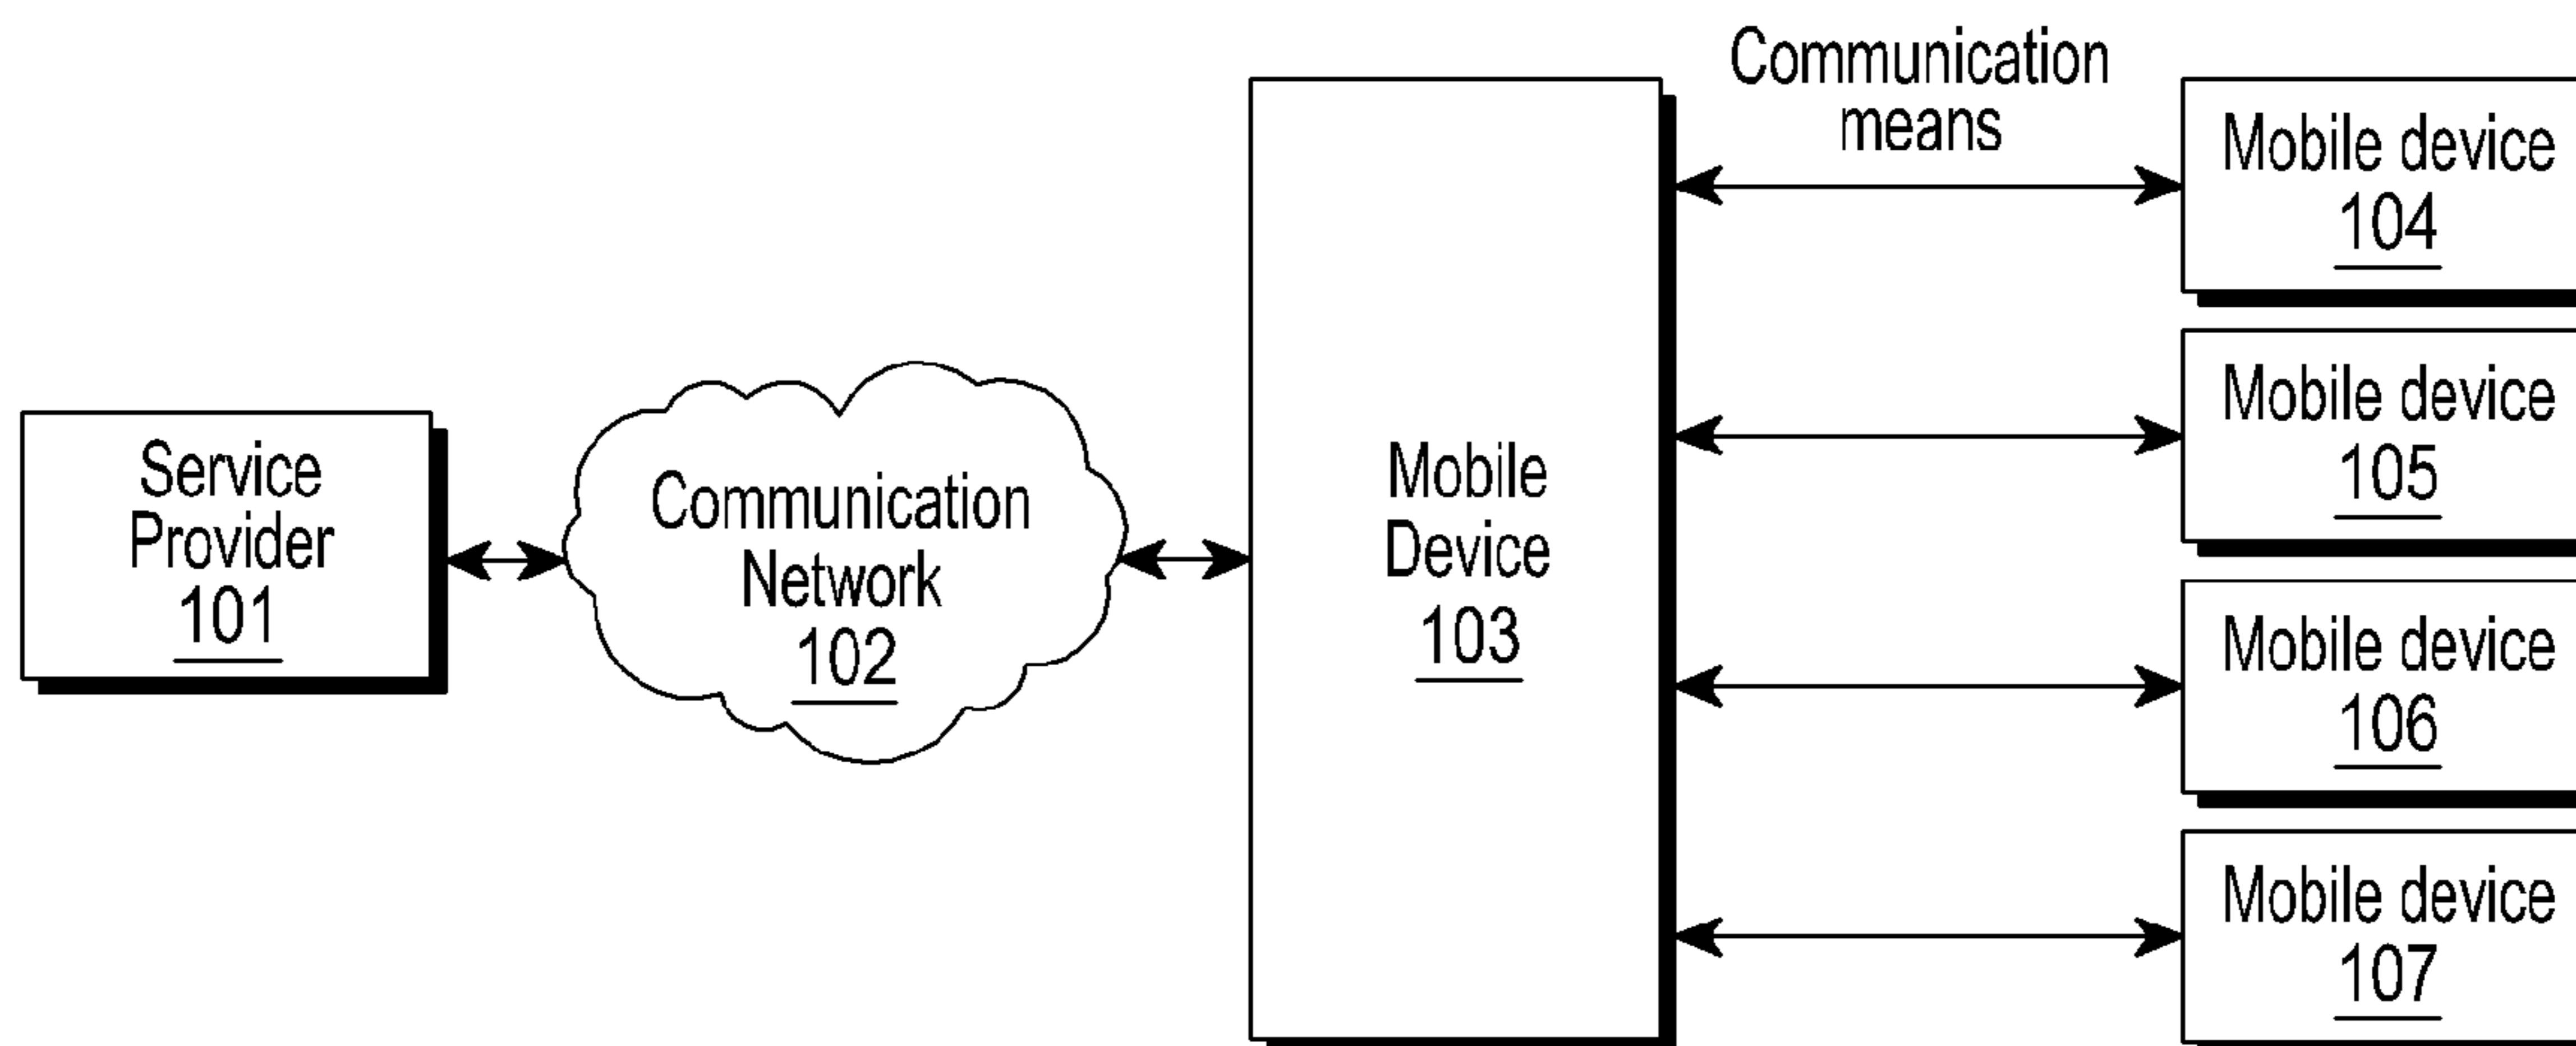 Service
Provider
101
Communication
Network
102
Mobile
Device
103
Communication
means
Mobile device
104
Mobile device
105
Mobile device
106
Mobile device
107